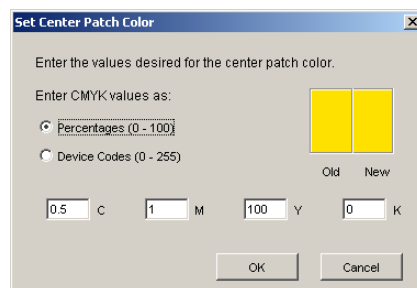 Set Center Patch Color
Enter the values desired for the center patch color.
Enter CMYK values as:
Percentages (0 - 100)
Device Codes (0 - 255)
Old New
0.5 C 1 M 100 Y 0 K
OK Cancel